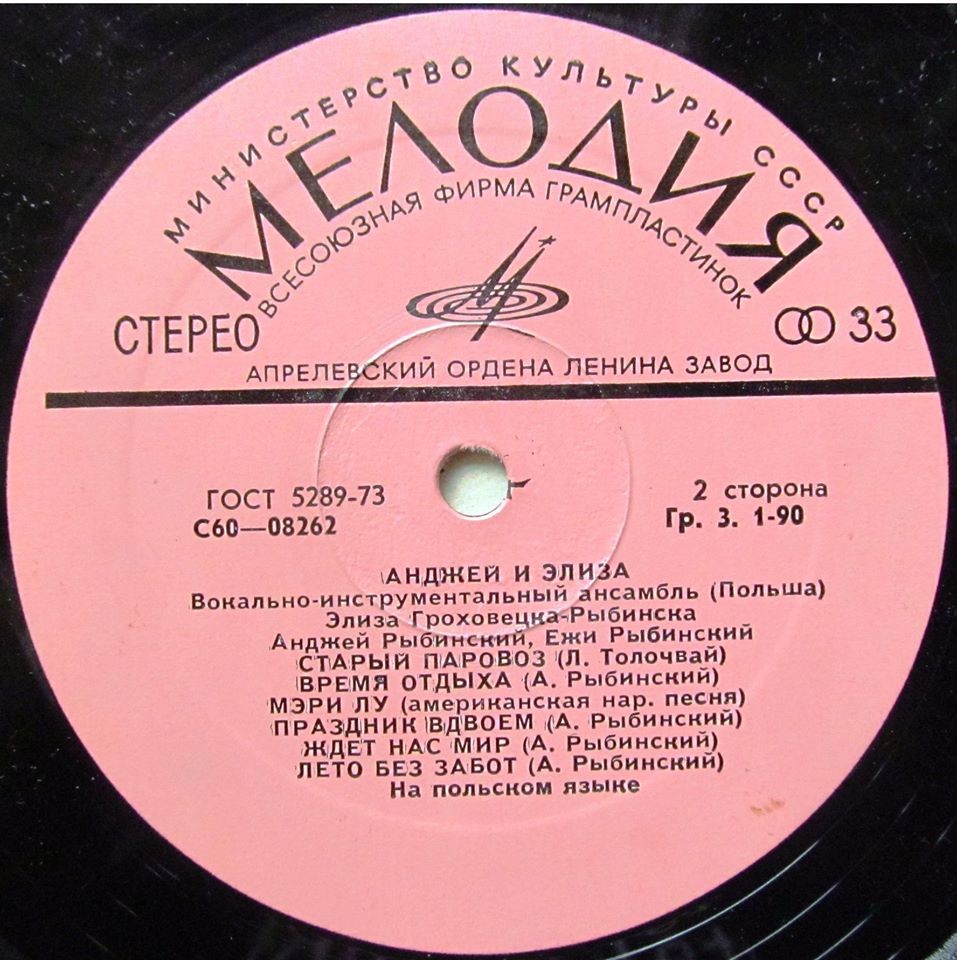 МИНИСТЕРСТВО КУЛЬТУРЫ СССР
МЕЛОДИЯ
ВСЕСОЮЗНАЯ ФИРМА ГРАМПЛАСТИНОК
СТЕРЕО
33
АПРЕЛЕВСКИЙ ОРДЕНА ЛЕНИНА ЗАВОД
ГОСТ 5289-73
С60—08262
2 сторона
Гр. 3. 1-90
АНДЖЕЙ И ЭЛИЗА
Вокально-инструментальный ансамбль (Польша)
Элиза Гроховецка-Рыбинска
Анджей Рыбинский, Ежи Рыбинский
СТАРЫЙ ПАРОВОЗ (Л. Толочвай)
ВРЕМЯ ОТДЫХА (А. Рыбинский)
МЭРИ ЛУ (американская нар. песня)
ПРАЗДНИК ВДВОЕМ (А. Рыбинский)
ЖДЕТ НАС МИР (А. Рыбинский)
ЛЕТО БЕЗ ЗАБОТ (А. Рыбинский)
На польском языке